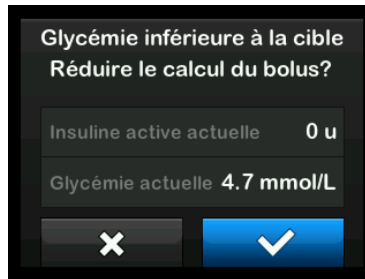 Glycémie inférieure à la cible
Réduire le calcul du bolus?
Insuline active actuelle 0 u
Glycémie actuelle 4.7 mmol/L